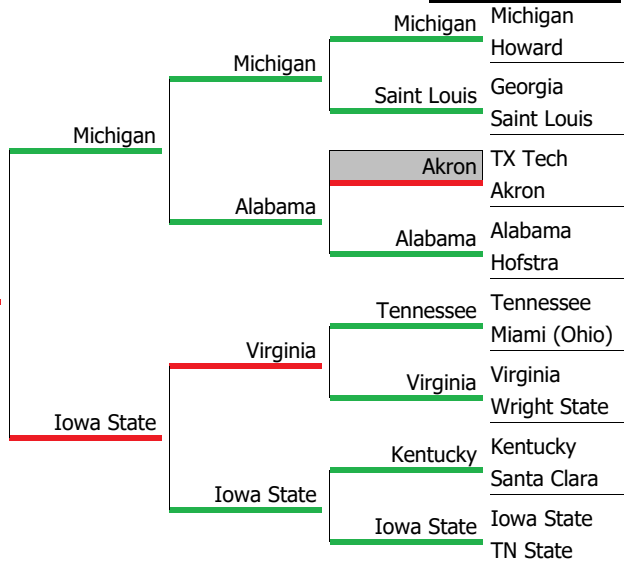 Michigan
Howard
Georgia
Saint Louis
TX Tech
Akron
Alabama
Hofstra
Tennessee
Miami (Ohio)
Virginia
Wright State
Kentucky
Santa Clara
Iowa State
TN State
Michigan
Saint Louis
Akron
Alabama
Tennessee
Virginia
Kentucky
Iowa State
Michigan
Alabama
Virginia
Iowa State
Michigan
Iowa State